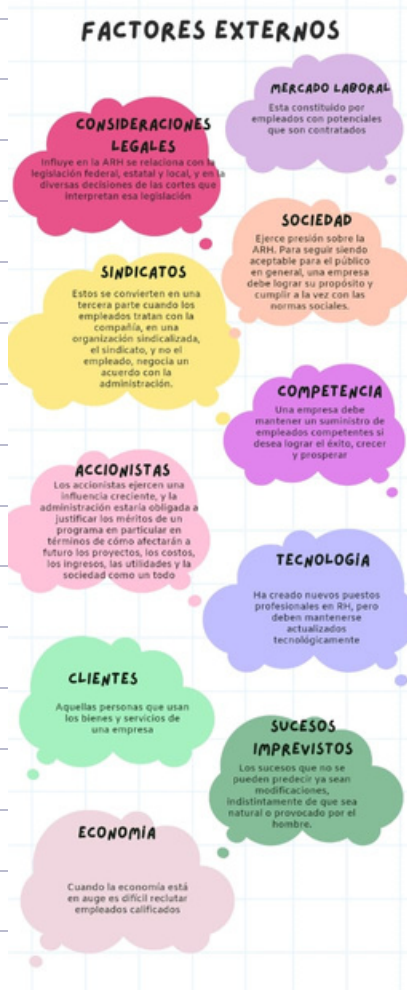 FACTORES EXTERNOS
MERCADO LABORAL
Esta constituido por
empleados con potenciales
que son contratados
CONSIDERACIONES
LEGALES
Influye en la ARH se relaciona con la
legislación federal, estatal y local, y en la
diversas decisiones de las cortes que
interpretan esa legislación
SOCIEDAD
Ejerce presión sobre la
ARH. Para seguir siendo
aceptable para el público
en general, una empresa
debe lograr su propósito y
cumplir a la vez con las
normas sociales.
SINDICATOS
Estos se convierten en una
tercera parte cuando los
empleados tratan con la
compañía, en una
organización sindicalizada,
el sindicato, y no el
empleado, negocia un
acuerdo con la
administración.
COMPETENCIA
Una empresa debe
mantener un suministro de
empleados competentes si
desea lograr el éxito, crecer
y prosperar
ACCIONISTAS
Los accionistas ejercen una
influencia creciente, y la
administración estaría obligada a
justificar los méritos de un
programa en particular en
términos de cómo afectarán a
futuro los proyectos, los costos,
los ingresos, las utilidades y la
sociedad como un todo
TECNOLOGÍA
Ha creado nuevos puestos
profesionales en RH, pero
deben mantenerse
actualizados
tecnológicamente
CLIENTES
Aquellas personas que usan
los bienes y servicios de
una empresa
SUCESOS
IMPREVISTOS
Los sucesos que no se
pueden predecir ya sean
modificaciones,
indistintamente de que sea
natural o provocado por el
hombre.
ECONOMÍA
Cuando la economía está
en auge es difícil reclutar
empleados calificados